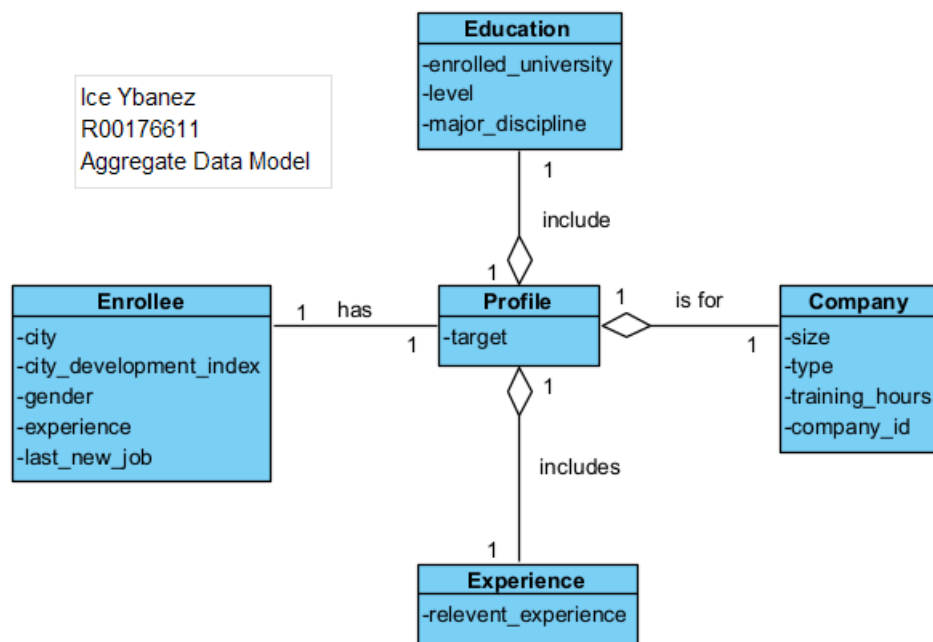 Education
-enrolled_university
-level
-major_discipline
Ice Ybanez
R00176611
Aggregate Data Model
1
include
1
Enrollee
-city
-city_development_index
-gender
-experience
-last_new_job
1 has
1
Profile
-target
1
is for
1
Company
-size
-type
-training_hours
-company_id
1
includes
1
Experience
-relevent_experience